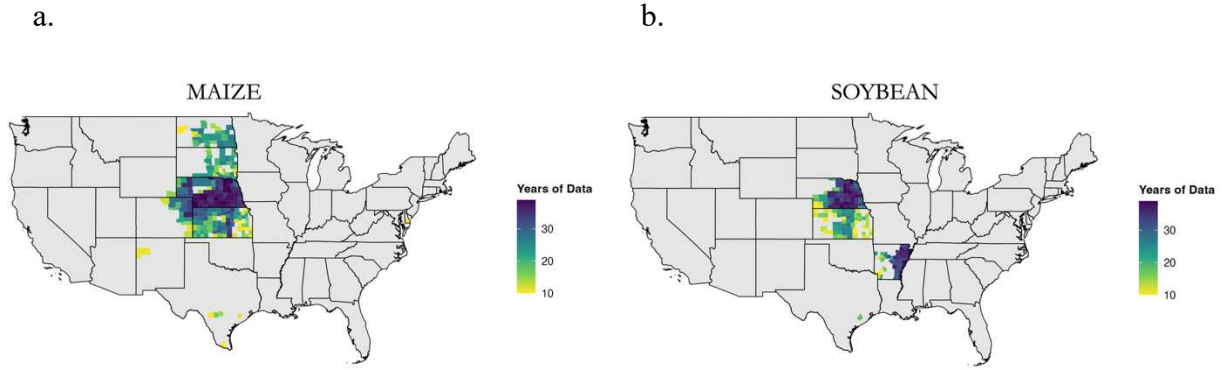 a.
b.
MAIZE
SOYBEAN
Years of Data
30
20
10
Years of Data
30
20
10